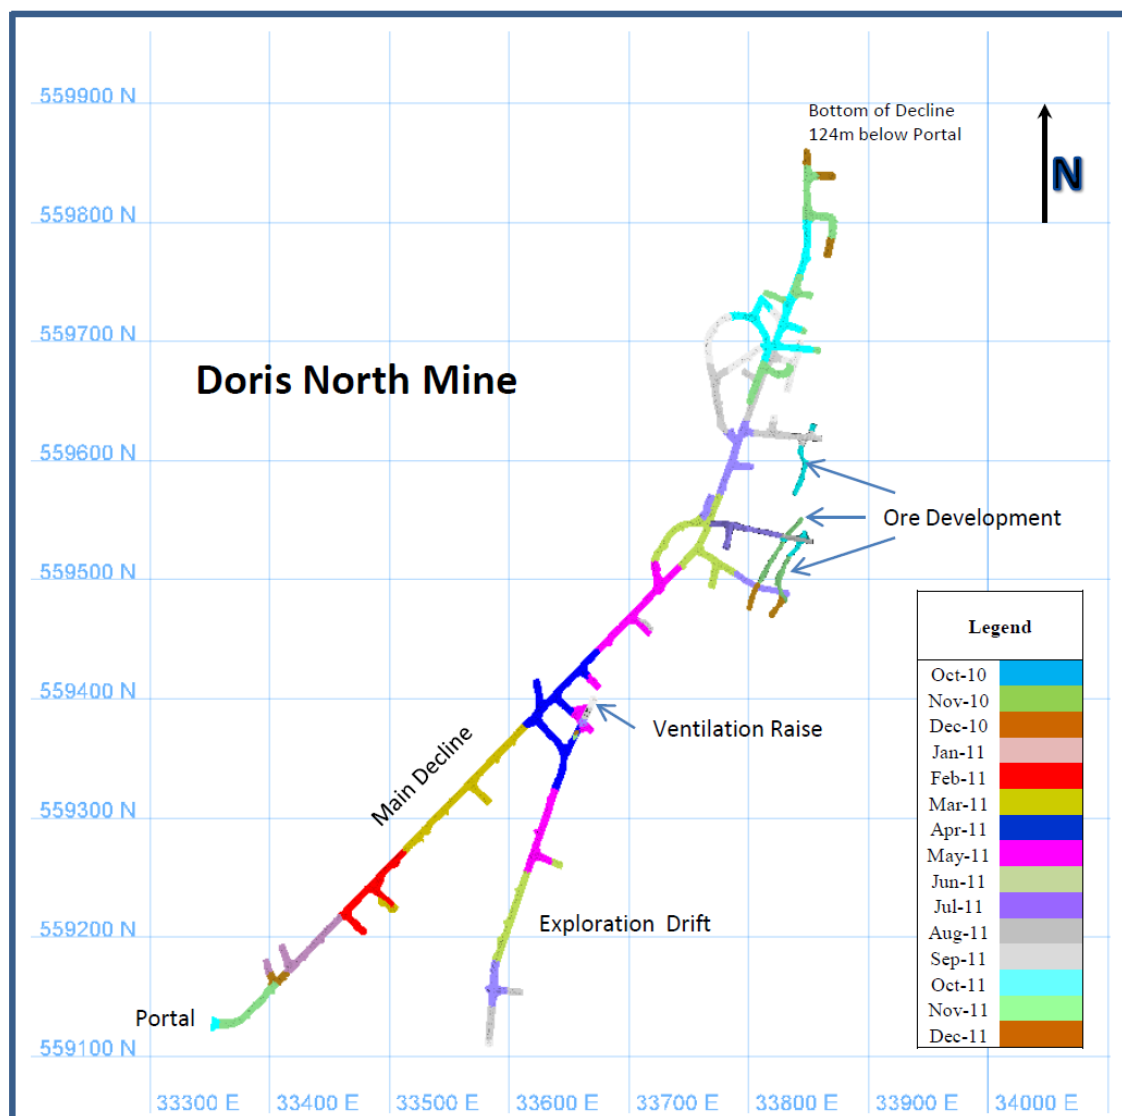 559900 N
Bottom of Decline
124m below Portal
N
559800 N
559700 N
Doris North Mine
559600 N
Ore Development
559500 N
Legend
Oct-10
Nov-10
Dec-10
Jan-11
Feb-11
Mar-11
Apr-11
May-11
Jun-11
Jul-11
Aug-11
Sep-11
Oct-11
Nov-11
Dec-11
559400 N
Ventilation Raise
Main Decline
559300 N
559200 N
Exploration Drift
Portal
559100 N
33300 E
33400 E
33500 E
33600 E
33700 E
33800 E
33900 E
34000 E